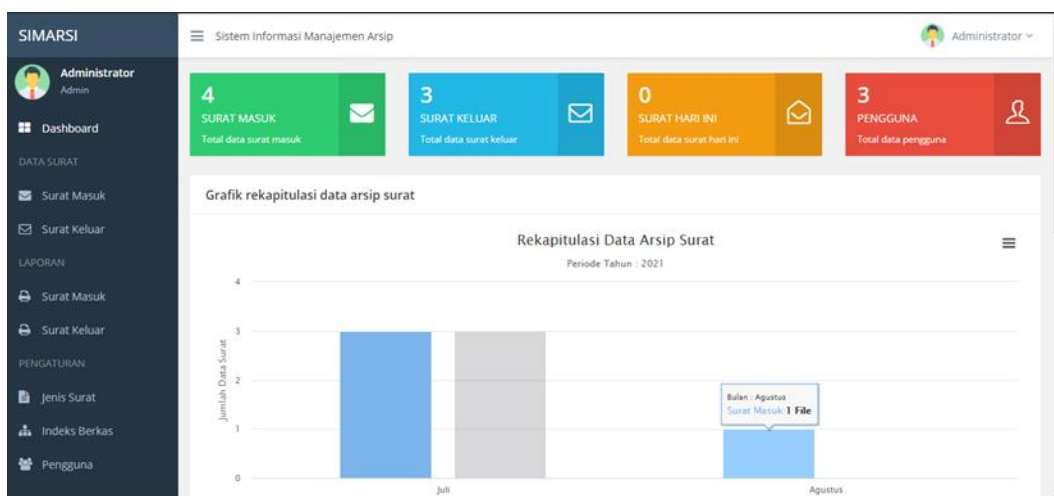 SIMARSI
Sistem Informasi Manajemen Arsip
Administrator
Administrator
Admin
Dashboard
DATA SURAT
Surat Masuk
Surat Keluar
LAPORAN
Surat Masuk
Surat Keluar
PENGATURAN
Jenis Surat
Indeks Berkas
Pengguna
4
SURAT MASUK
Total data surat masuk
3
SURAT KELUAR
Total data surat keluar
0
SURAT HARI INI
Total data surat hari ini
3
PENGGUNA
Total data pengguna
Grafik rekapitulasi data arsip surat
Rekapitulasi Data Arsip Surat
Periode Tahun : 2021
Jumlah Data Surat
4
3
2
1
0
Bulan : Agustus
Surat Masuk: 1 File
Juli
Agustus